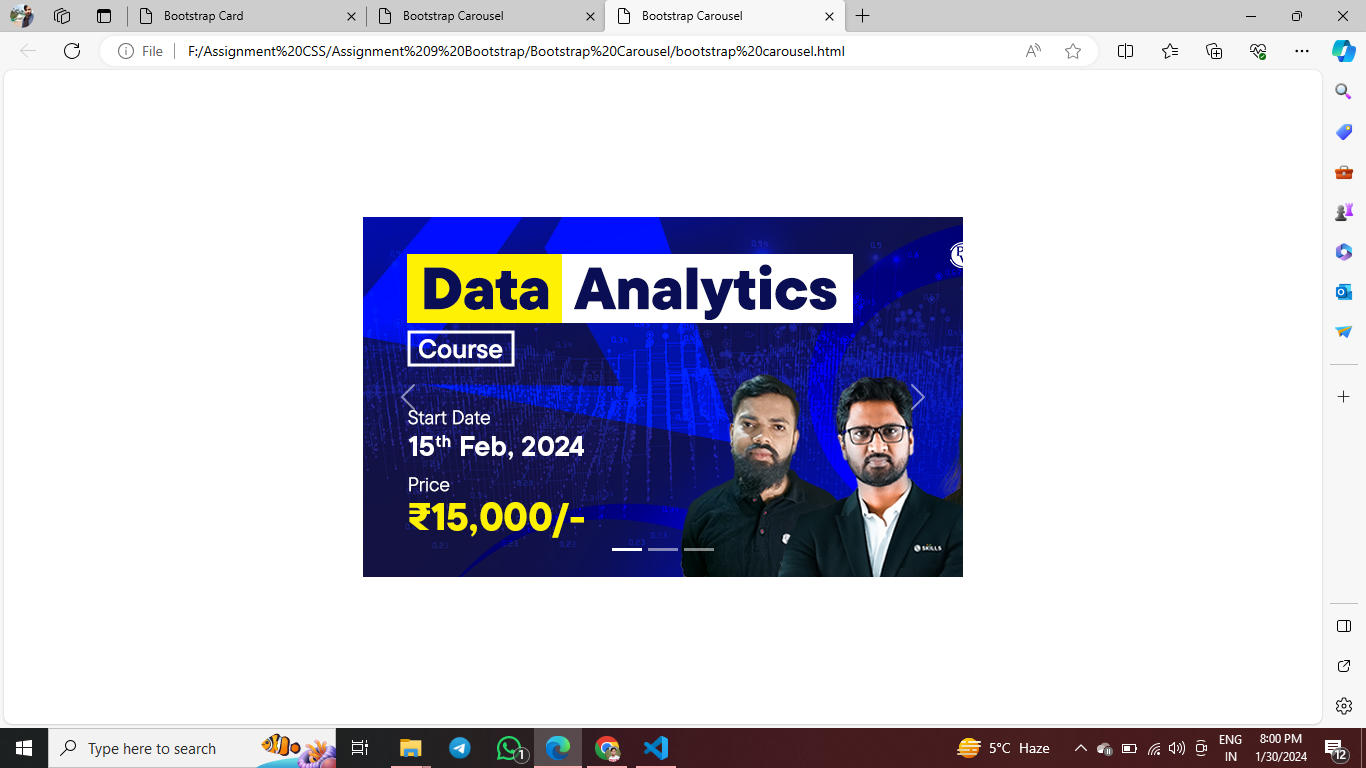 Bootstrap Card
Bootstrap Carousel
Bootstrap Carousel
File
F:/Assignment%20CSS/Assignment%209%20Bootstrap/Bootstrap%20Carousel/bootstrap%20carousel.html
Data Analytics
Course
Start Date
15th Feb, 2024
Price
₹15,000/-
SKILLS
Type here to search
1
5°C Haze
ENG
IN
8:00 PM
1/30/2024
12